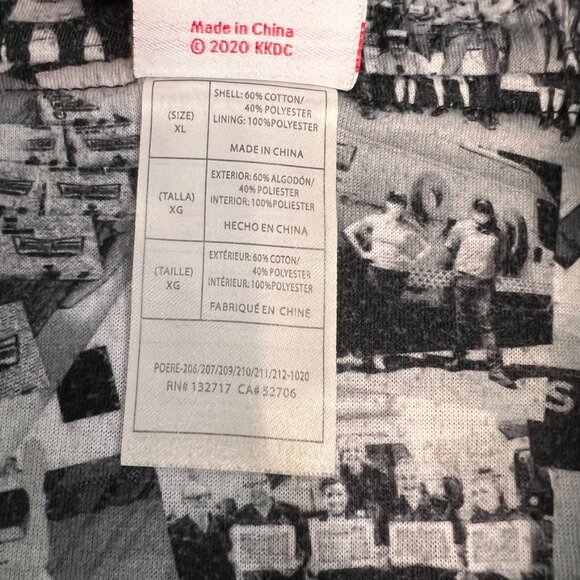 Made in China
© 2020 KKDC
(SIZE)
XL
SHELL: 60% COTTON/
40% POLYESTER
LINING: 100%POLYESTER
MADE IN CHINA
(TALLA)
XG
EXTERIOR: 60% ALGODÓN/
40% POLIESTER
INTERIOR: 100%POLIESTER
HECHO EN CHINA
(TAILLE)
XG
EXTÉRIEUR: 60% COTON/
40% POLYESTER
INTÉRIEUR: 100%POLYESTER
FABRIQUÉ EN CHINE
POERE-206/207/209/210/211/212-1020
RN# 132717 CA# 52706
S